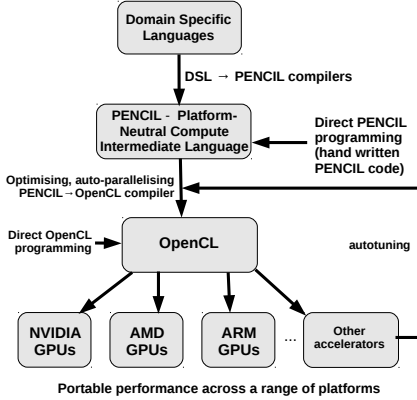 Domain Specific
Languages
DSL → PENCIL compilers
PENCIL - Platform-
Neutral Compute
Intermediate Language
Direct PENCIL
programming
(hand written
PENCIL code)
Optimising, auto-parallelising
PENCIL→OpenCL compiler
Direct OpenCL
programming
OpenCL
autotuning
NVIDIA
GPUs
AMD
GPUs
ARM
GPUs
...
Other
accelerators
Portable performance across a range of platforms